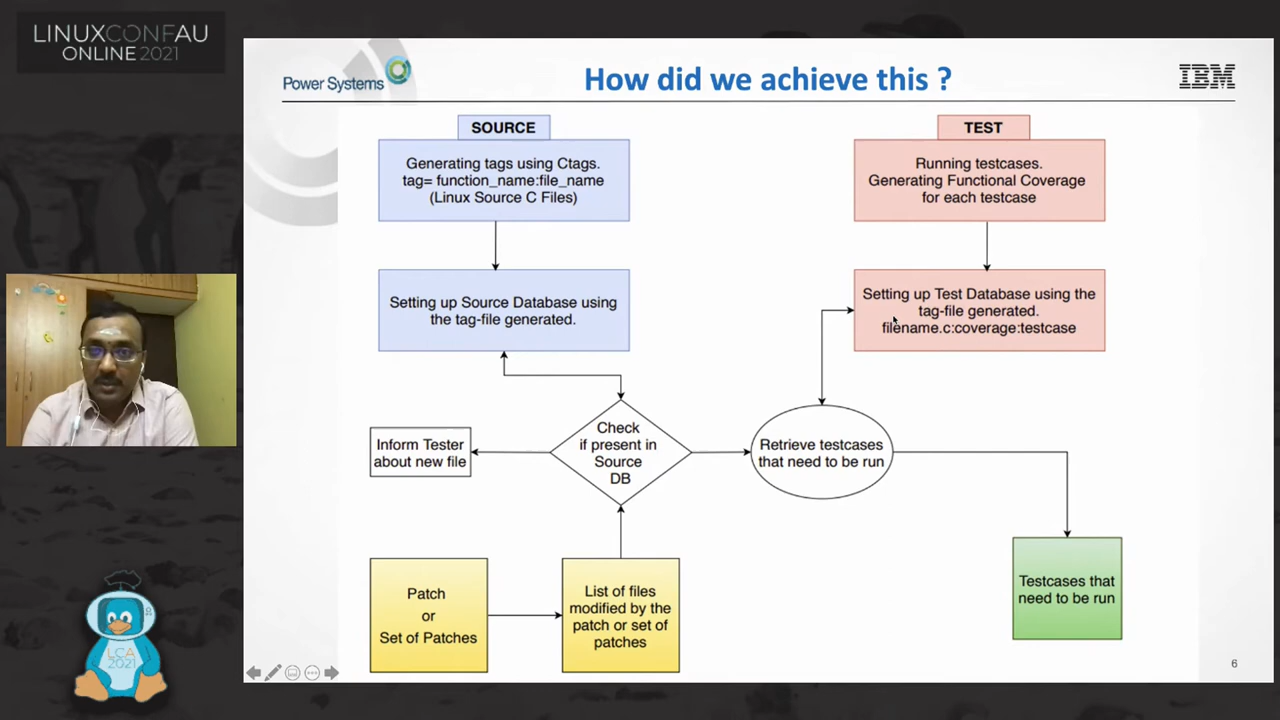 LINUXCONFAU
ONLINE 2021
Power Systems
How did we achieve this ?
IBM
SOURCE
Generating tags using Ctags.
tag= function_name:file_name
(Linux Source C Files)
TEST
Running testcases.
Generating Functional Coverage
for each testcase
Setting up Source Database using
the tag-file generated.
Setting up Test Database using the
tag-file generated.
filename.c:coverage:testcase
Inform Tester
about new file
Check
if present in
Source
DB
Retrieve testcases
that need to be run
Patch
or
Set of Patches
List of files
modified by the
patch or set of
patches
Testcases that
need to be run
LCA
2021
6